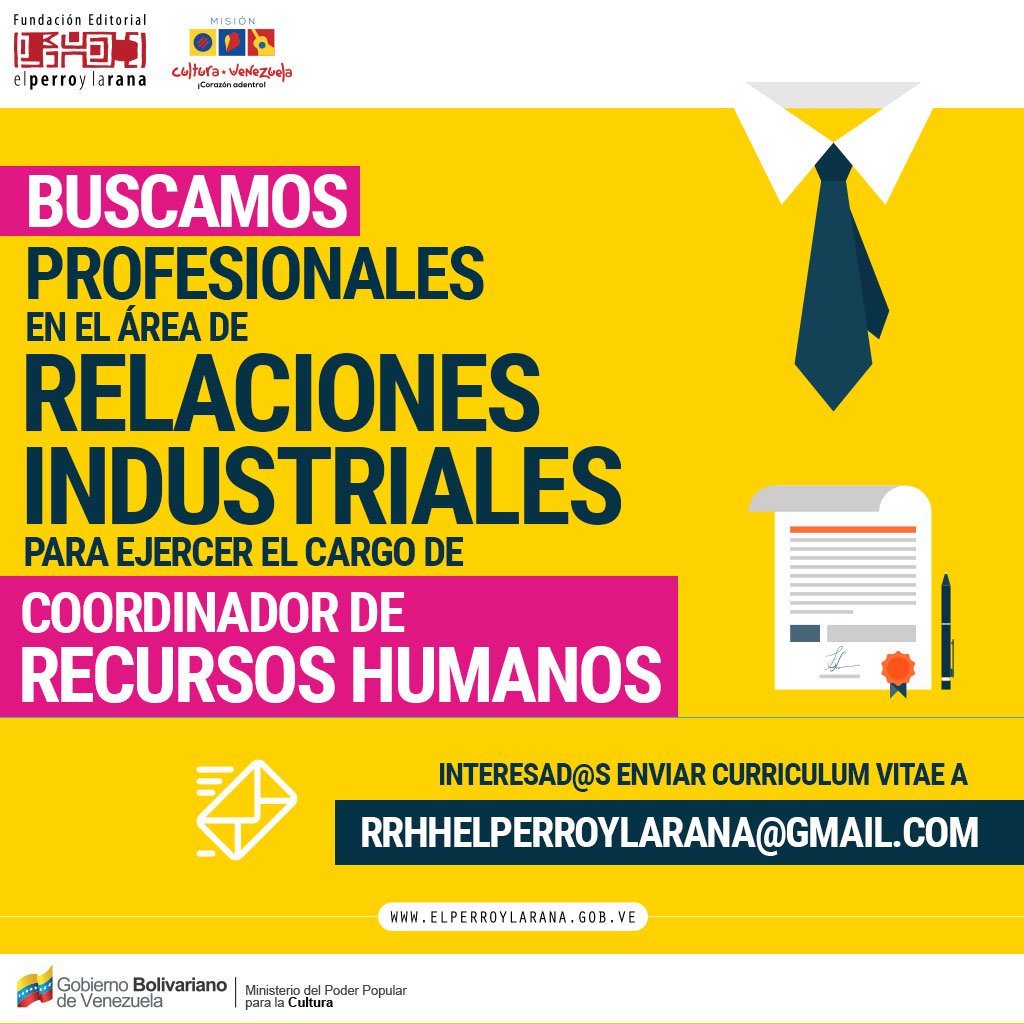 Fundación Editorial
elperroy larana
MISIÓN
cultura Venezuela
¡Corazón adentro!
BUSCAMOS
PROFESIONALES
EN EL ÁREA DE
RELACIONES
INDUSTRIALES
PARA EJERCER EL CARGO DE
COORDINADOR DE
RECURSOS HUMANOS
INTERESAD@S ENVIAR CURRICULUM VITAE A
RRHHELPERROYLARANA@GMAIL.COM
WWW.ELPERROYLARANA.GOB.VE
Gobierno Bolivariano
de Venezuela
Ministerio del Poder Popular
para la Cultura